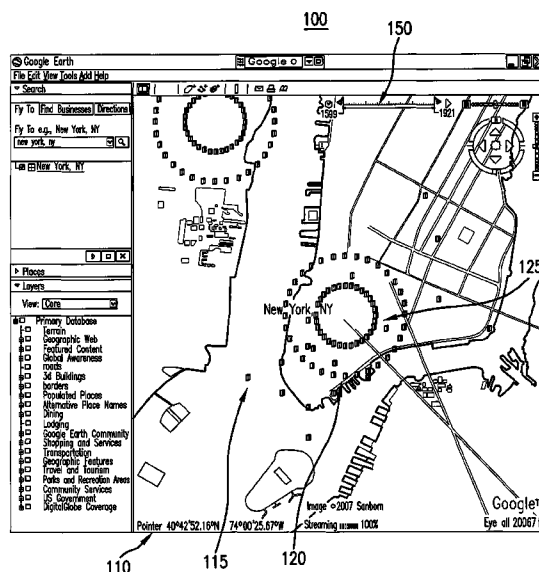 100
150
Google Earth
Google
File Edit View Tools Add Help
Search
Fly To Find Businesses Directions
Fly To e.g., New York, NY
new york, ny
New York, NY
1599
1921
Places
Layers
View: Core
Primary Database
Terrain
Geographic Web
Featured Content
Global Awareness
roads
3d Buildings
borders
Populated Places
Alternative Place Names
Dining
Lodging
Google Earth Community
Shopping and Services
Transportation
Geographic Features
Travel and Tourism
Parks and Recreation Areas
Community Services
US Government
DigitalGlobe Coverage
New York, NY
125
Image ©2007 Sanborn
Google™
Pointer 40°42'52.16"N 74°00'25.67"W
Streaming 100%
Eye alt 20067
110
115
120